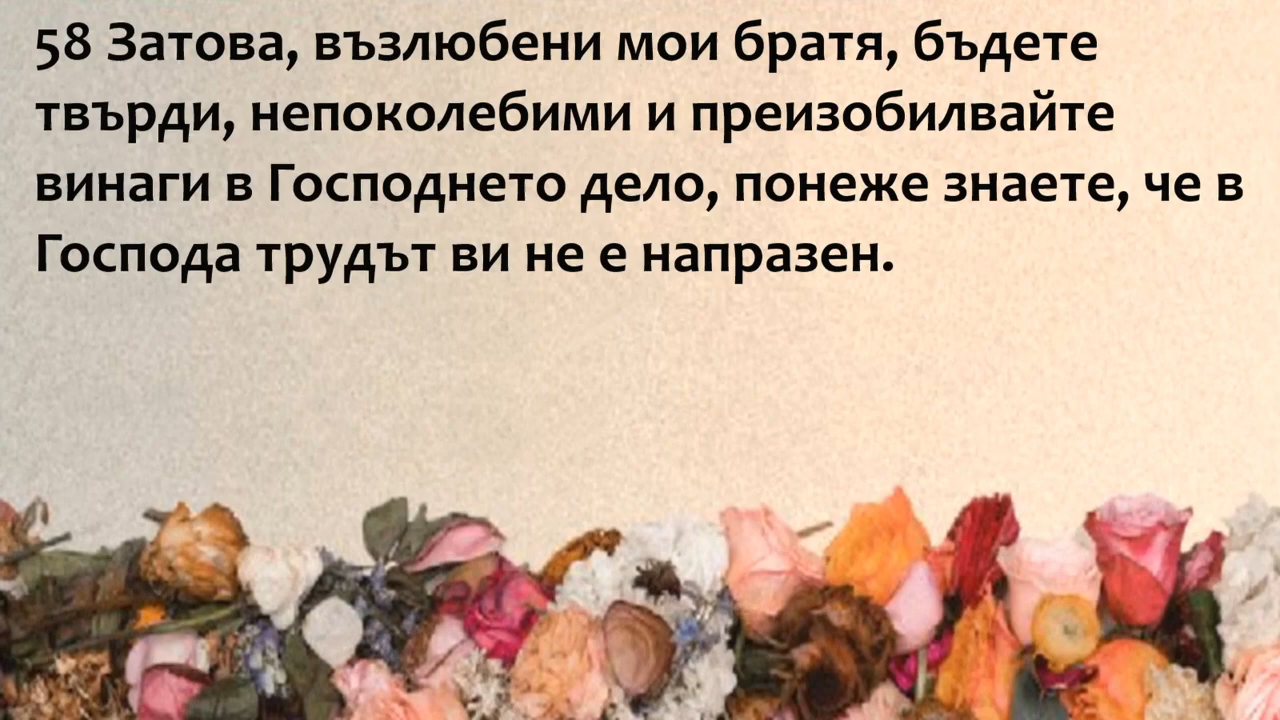 58 Затова, възлюбени мои братя, бъдете
твърди, непоколебими и преизобилвайте
винаги в Господнето дело, понеже знаете, че в
Господа трудът ви не е напразен.